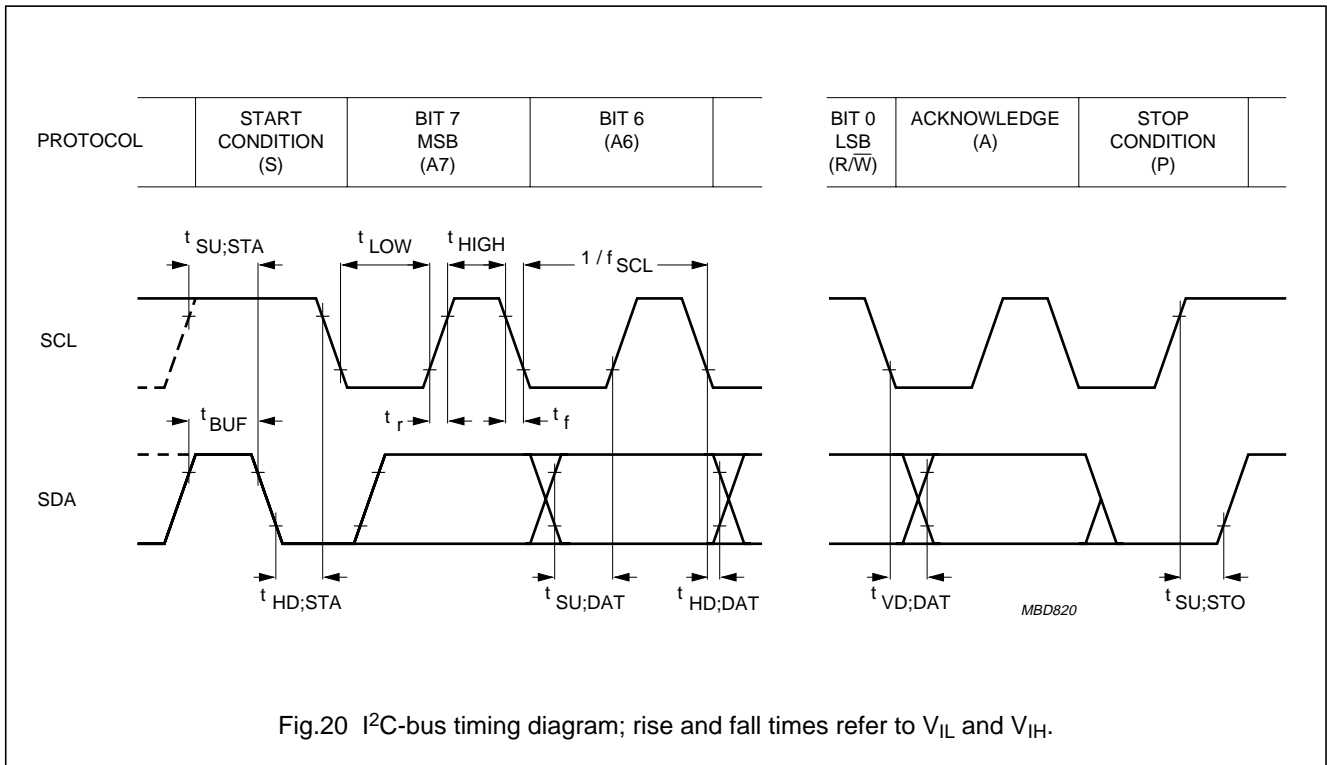 PROTOCOL
START
CONDITION
(S)
BIT 7
MSB
(A7)
BIT 6
(A6)
BIT 0
LSB
(R/W̅)
ACKNOWLEDGE
(A)
STOP
CONDITION
(P)
t SU;STA
t LOW
t HIGH
1 / f SCL
SCL
t BUF
t r
t f
SDA
t HD;STA
t SU;DAT
t HD;DAT
t VD;DAT
MBD820
t SU;STO
Fig.20 I²C-bus timing diagram; rise and fall times refer to VIL and VIH.